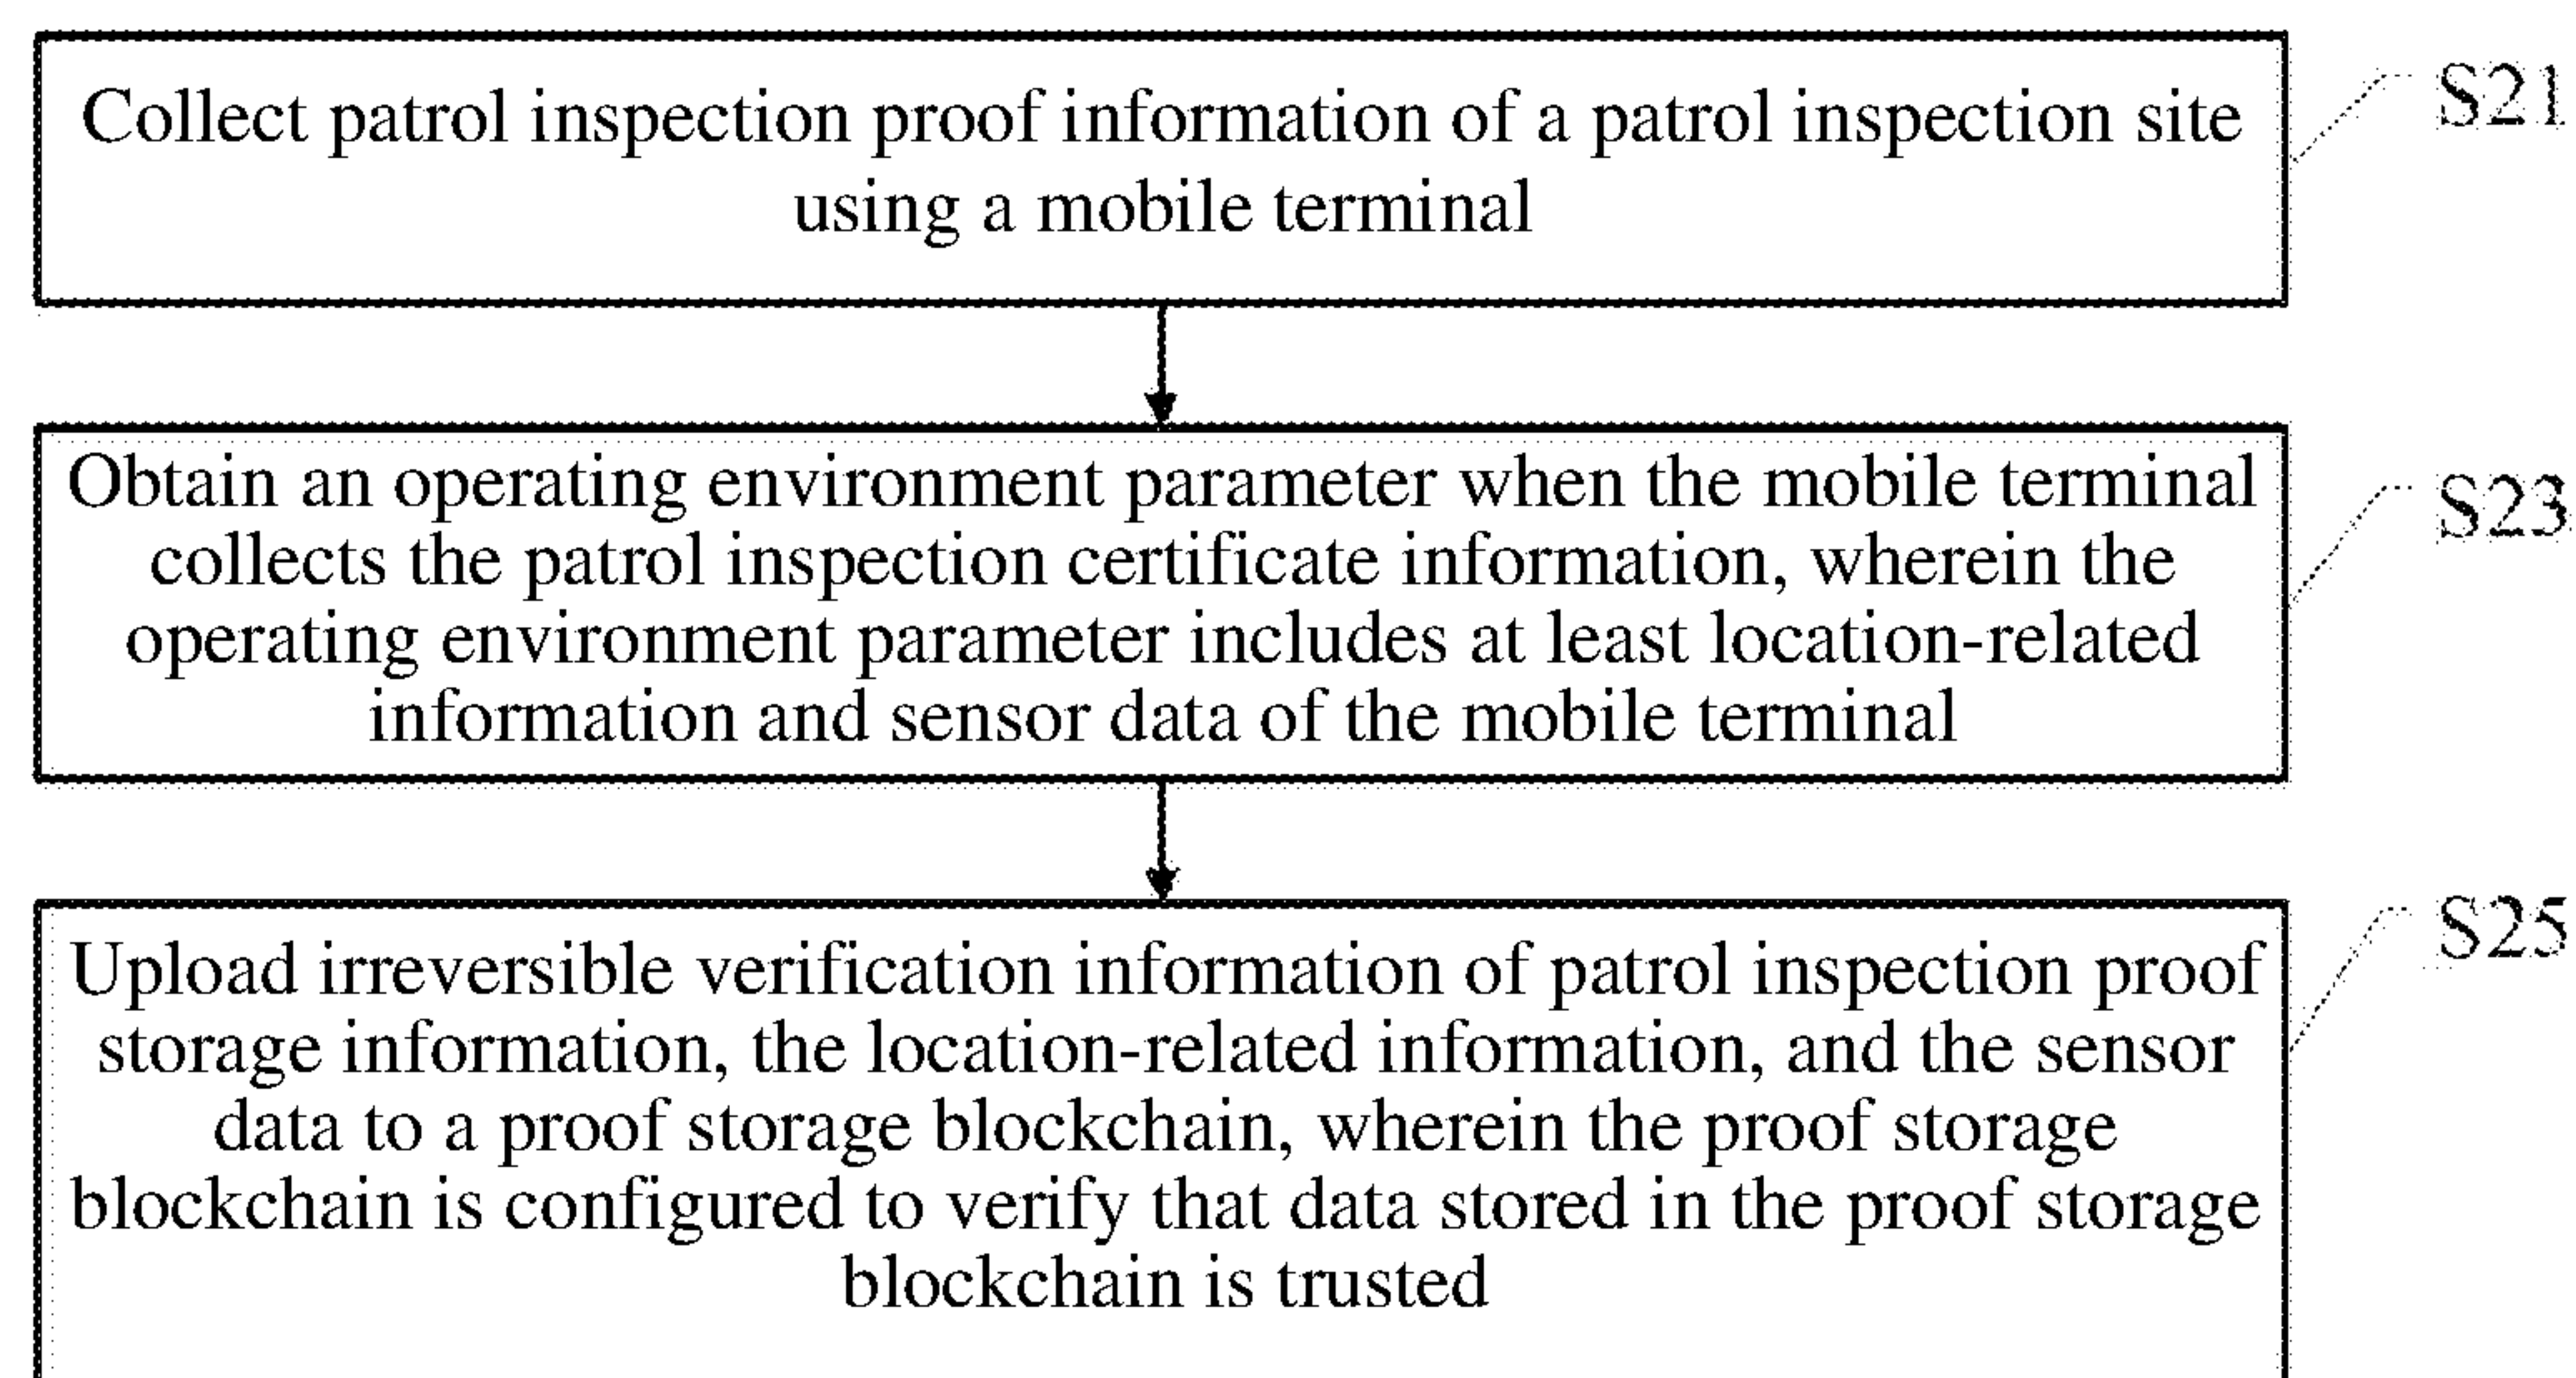 Collect patrol inspection proof information of a patrol inspection site
using a mobile terminal
S21
Obtain an operating environment parameter when the mobile terminal
collects the patrol inspection certificate information, wherein the
operating environment parameter includes at least location-related
information and sensor data of the mobile terminal
S23
Upload irreversible verification information of patrol inspection proof
storage information, the location-related information, and the sensor
data to a proof storage blockchain, wherein the proof storage
blockchain is configured to verify that data stored in the proof storage
blockchain is trusted
S25